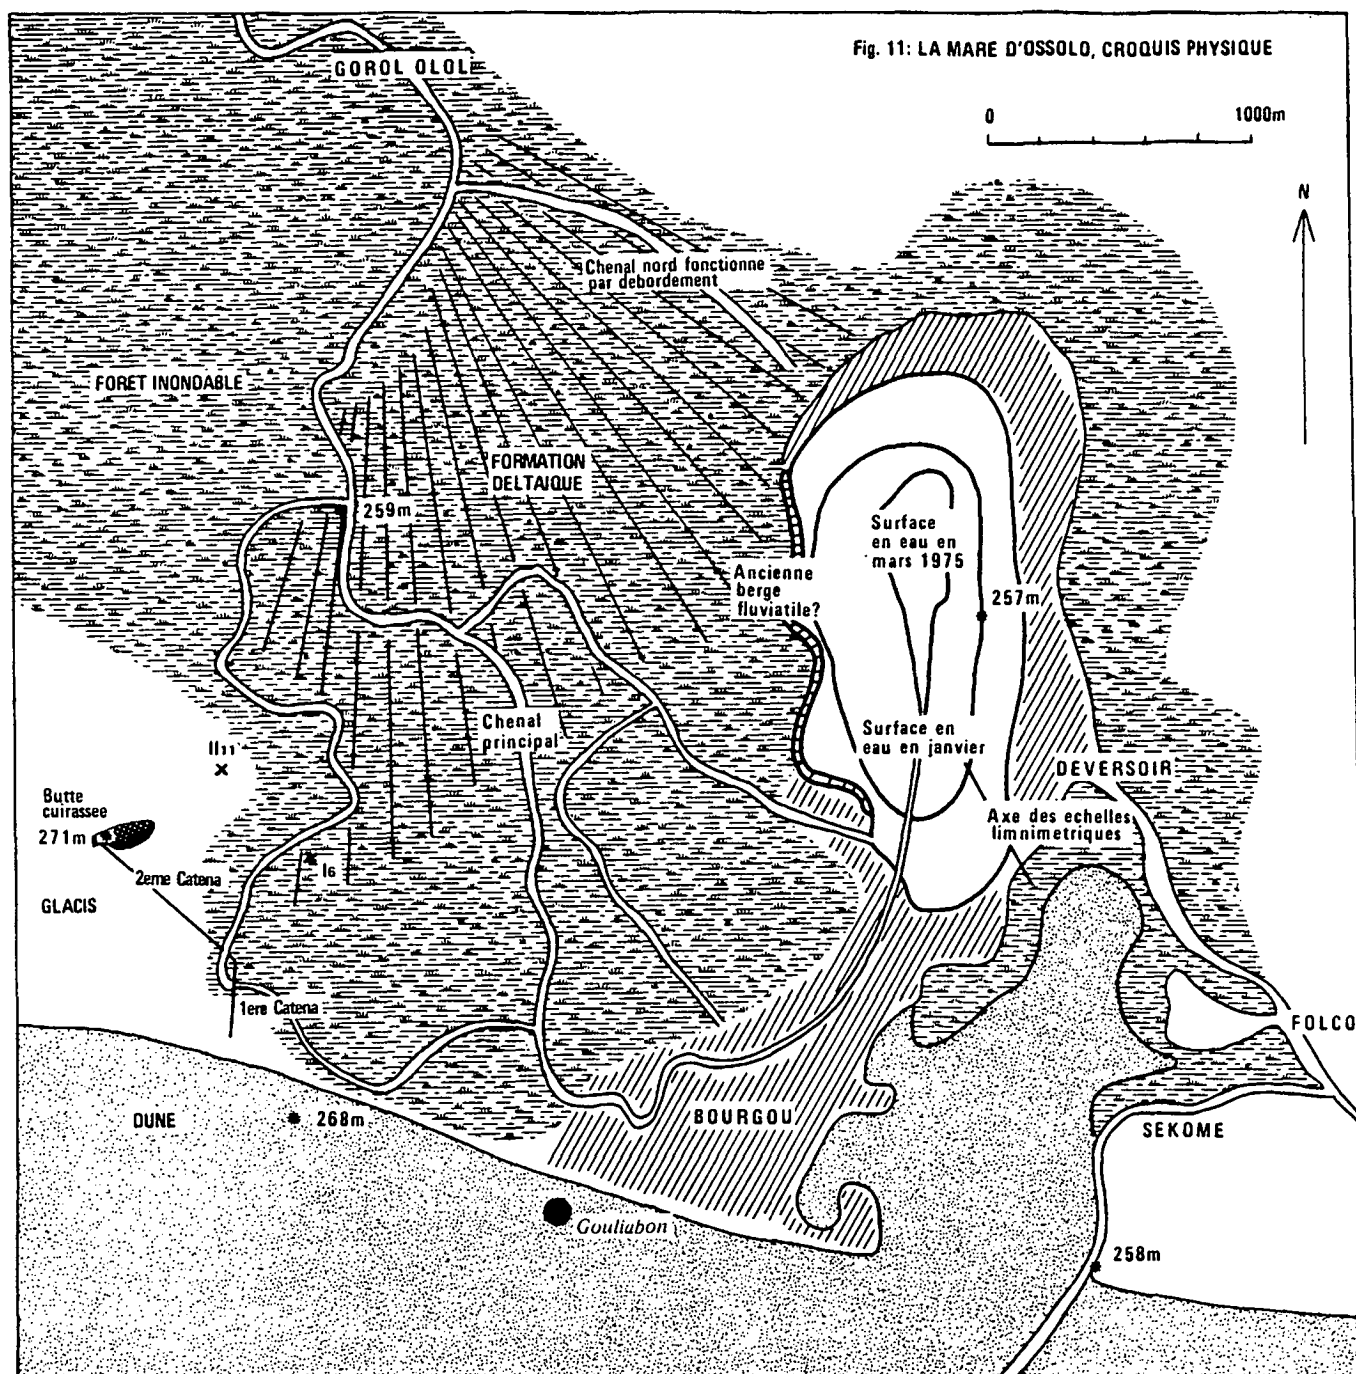 Fig. 11: LA MARE D'OSSOLO, CROQUIS PHYSIQUE
GOROL OLOL
0 1000m
N
Chenal nord fonctionne
par debordement
FORET INONDABLE
FORMATION
DELTAIQUE
259m
Surface
en eau en
mars 1975
Ancienne
berge
fluviatile?
257m
Chenal
principal
Surface en
eau en janvier
II11
DEVERSOIR
Butte
cuirassee
271m
Axe des echelles
limnimetriques
2eme Catena
I6
GLACIS
1ere Catena
FOLCO
DUNE
268m
BOURGOU
SEKOME
Gouliabon
258m